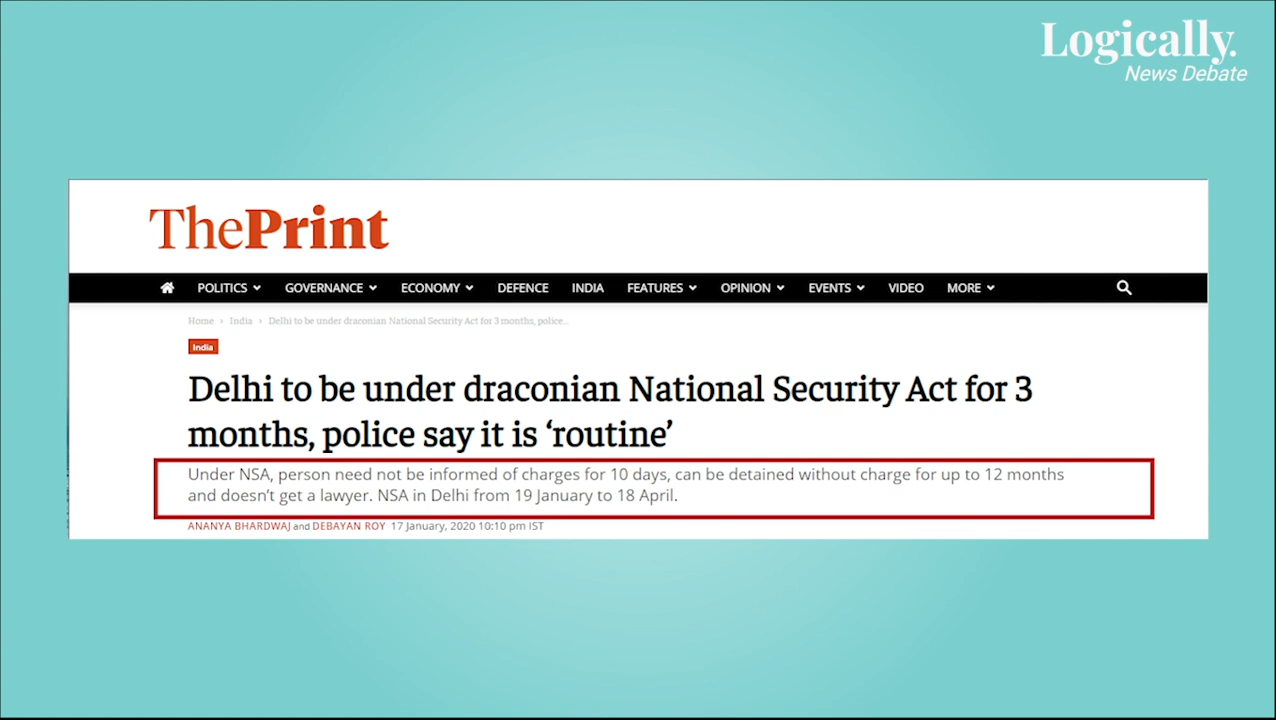 Logically.
News Debate
ThePrint
POLITICS GOVERNANCE ECONOMY DEFENCE INDIA FEATURES OPINION EVENTS VIDEO MORE
Home › India › Delhi to be under draconian National Security Act for 3 months, police...
India
Delhi to be under draconian National Security Act for 3
months, police say it is ‘routine’
Under NSA, person need not be informed of charges for 10 days, can be detained without charge for up to 12 months
and doesn’t get a lawyer. NSA in Delhi from 19 January to 18 April.
ANANYA BHARDWAJ and DEBAYAN ROY 17 January, 2020 10:10 pm IST